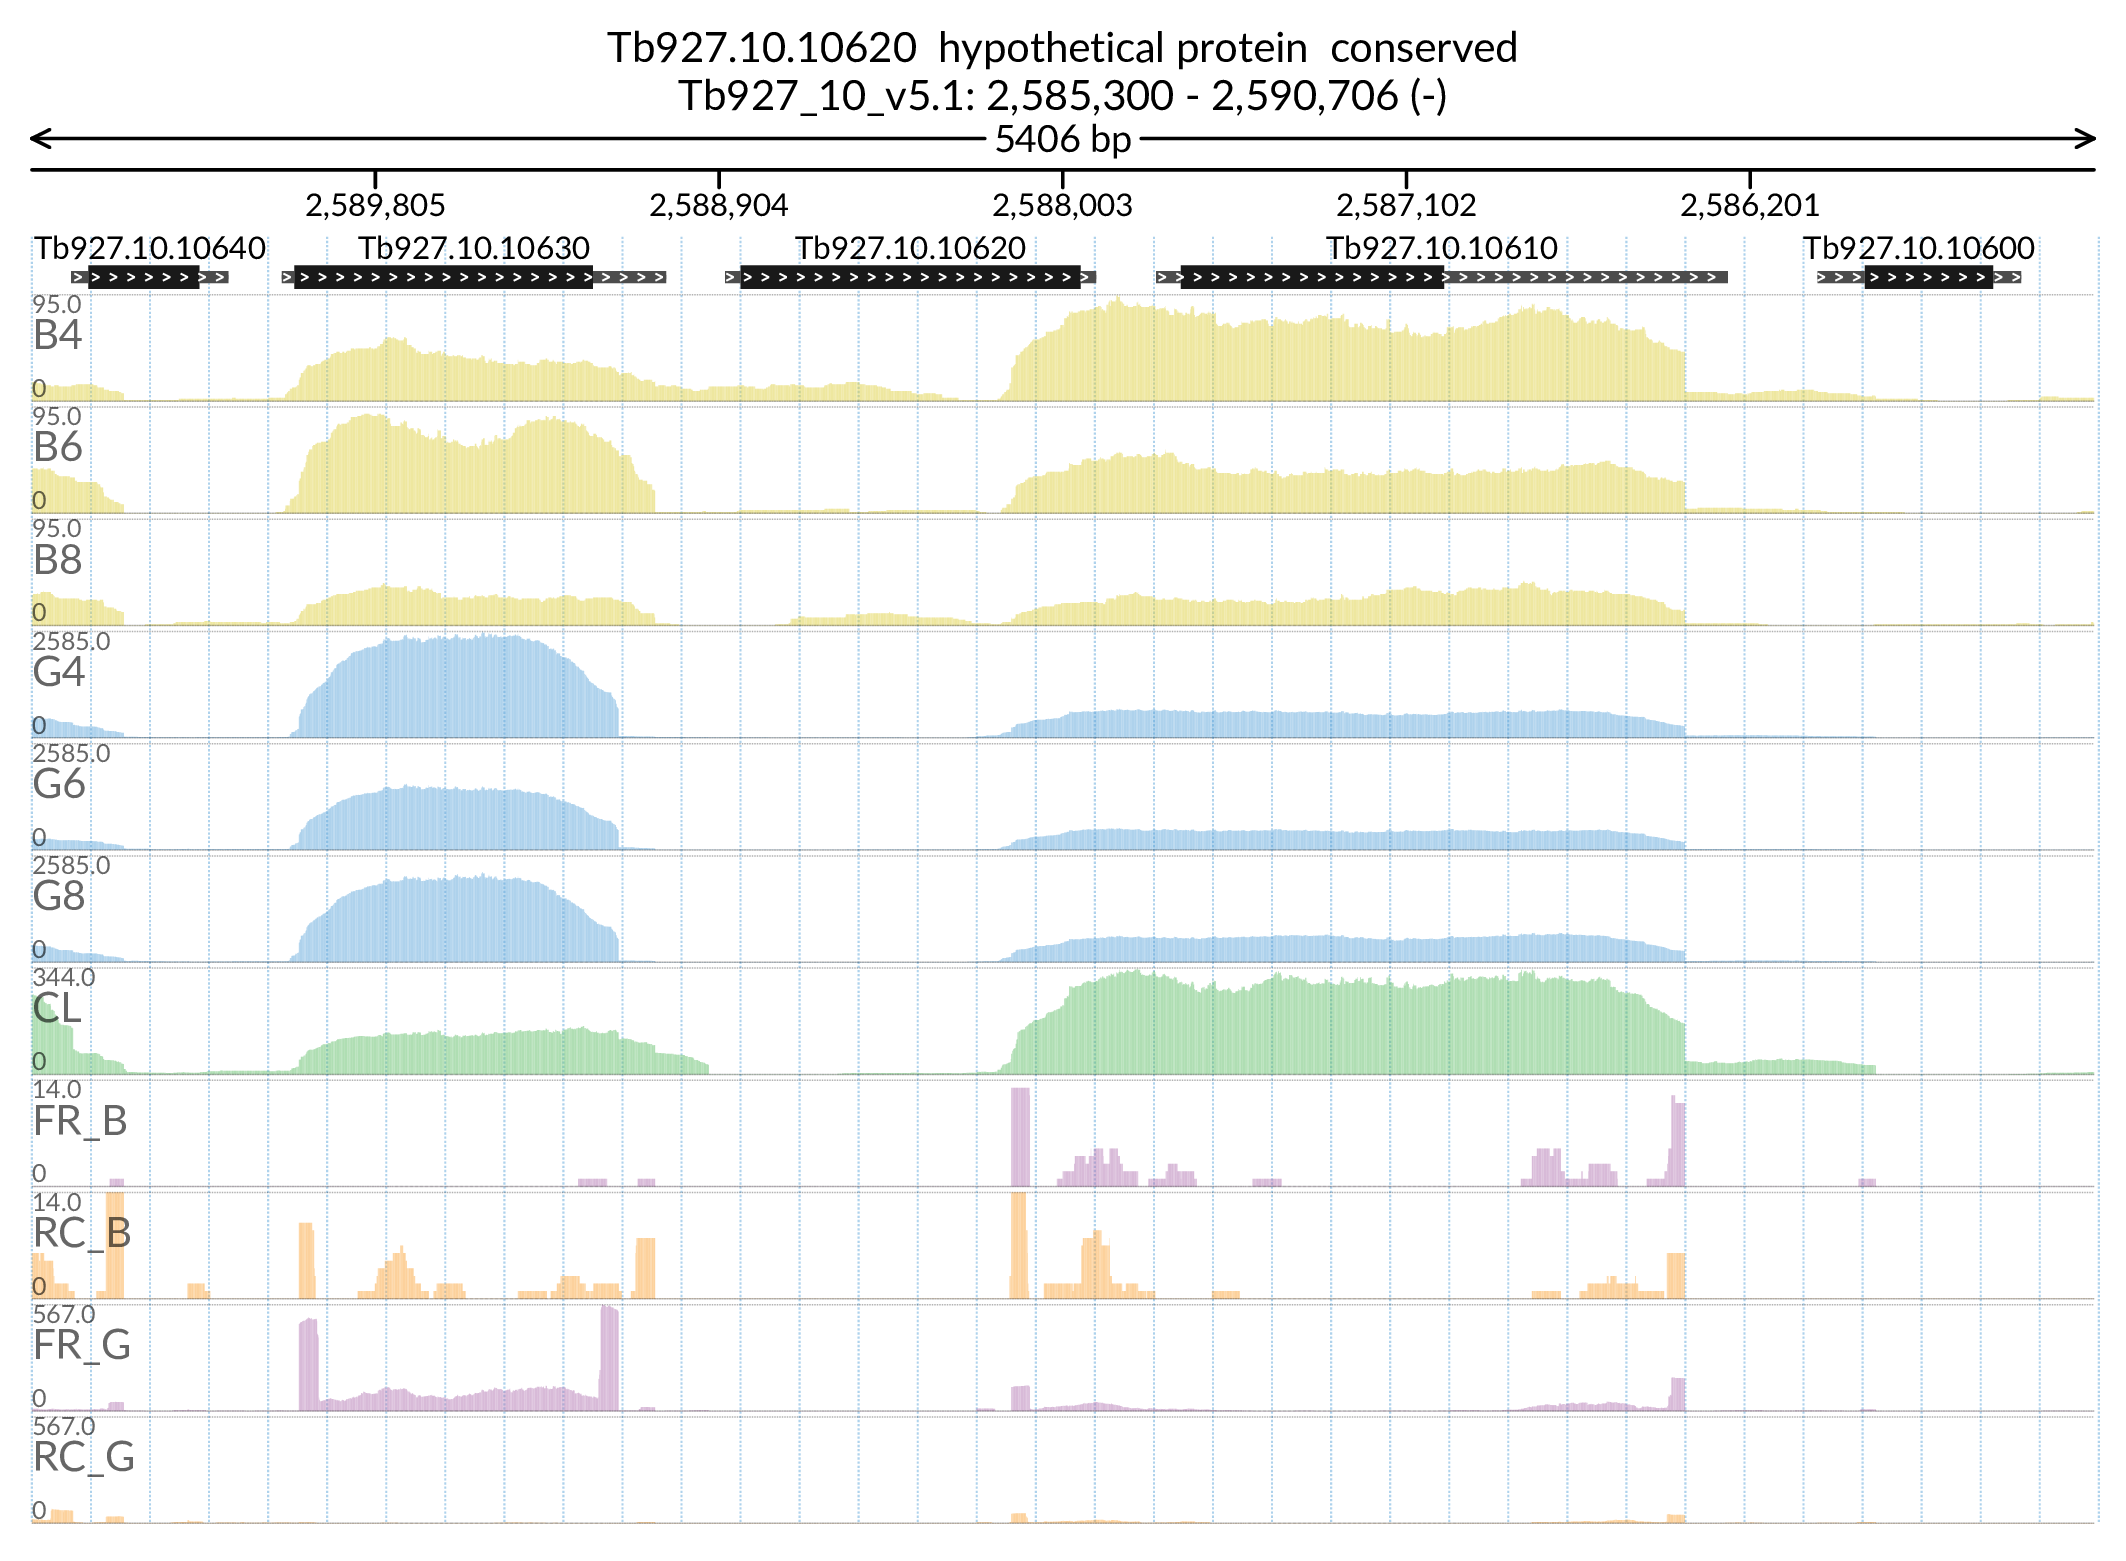 Tb927.10.10620 hypothetical protein conserved
Tb927_10_v5.1: 2,585,300 - 2,590,706 (-)
5406 bp
2,589,805 2,588,904 2,588,003 2,587,102 2,586,201
Tb927.10.10640 Tb927.10.10630 Tb927.10.10620 Tb927.10.10610 Tb927.10.10600
95.0
B4
0
95.0
B6
0
95.0
B8
0
2585.0
G4
0
2585.0
G6
0
2585.0
G8
0
344.0
CL
0
14.0
FR_B
0
14.0
RC_B
0
567.0
FR_G
0
567.0
RC_G
0